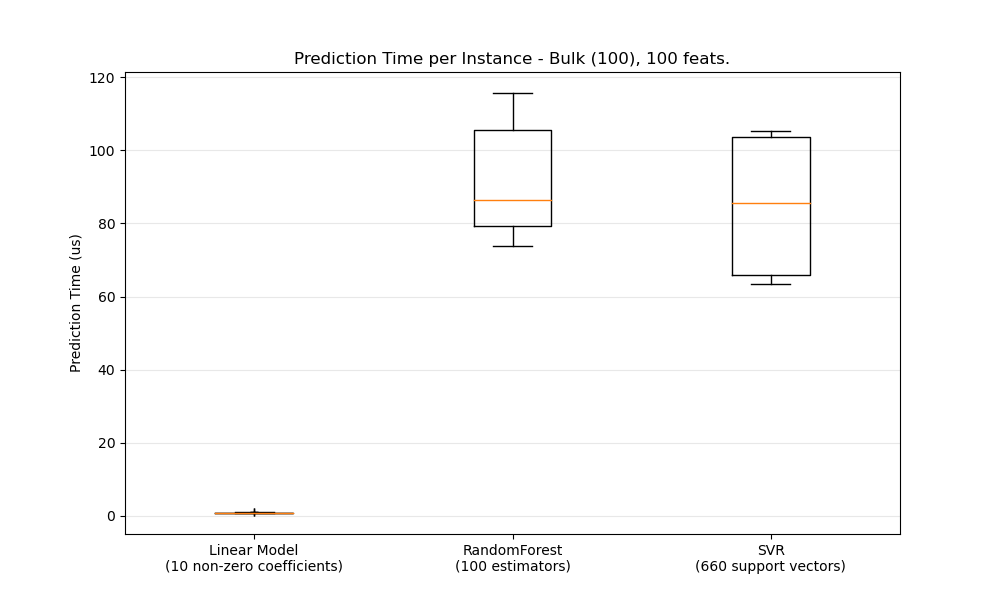 Prediction Time per Instance - Bulk (100), 100 feats.
120
100
80
60
40
20
0
Prediction Time (us)
Linear Model
(10 non-zero coefficients)
RandomForest
(100 estimators)
SVR
(660 support vectors)